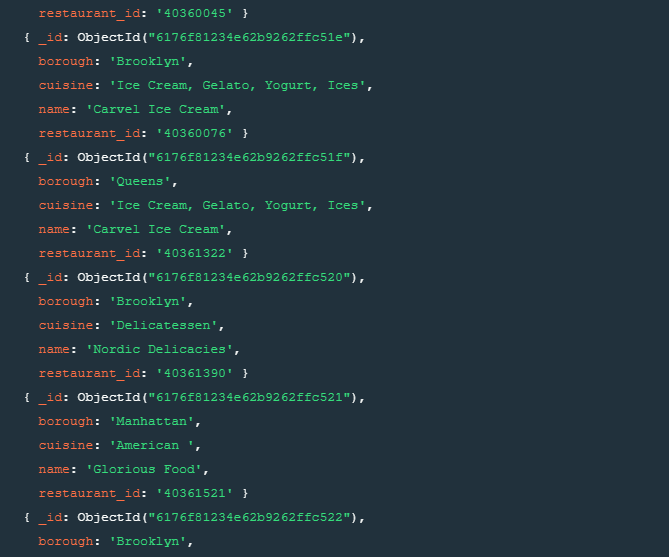 restaurant_id: '40360045' }
{ _id: ObjectId("6176f81234e62b9262ffc51e"),
borough: 'Brooklyn',
cuisine: 'Ice Cream, Gelato, Yogurt, Ices',
name: 'Carvel Ice Cream',
restaurant_id: '40360076' }
{ _id: ObjectId("6176f81234e62b9262ffc51f"),
borough: 'Queens',
cuisine: 'Ice Cream, Gelato, Yogurt, Ices',
name: 'Carvel Ice Cream',
restaurant_id: '40361322' }
{ _id: ObjectId("6176f81234e62b9262ffc520"),
borough: 'Brooklyn',
cuisine: 'Delicatessen',
name: 'Nordic Delicacies',
restaurant_id: '40361390' }
{ _id: ObjectId("6176f81234e62b9262ffc521"),
borough: 'Manhattan',
cuisine: 'American ',
name: 'Glorious Food',
restaurant_id: '40361521' }
{ _id: ObjectId("6176f81234e62b9262ffc522"),
borough: 'Brooklyn',